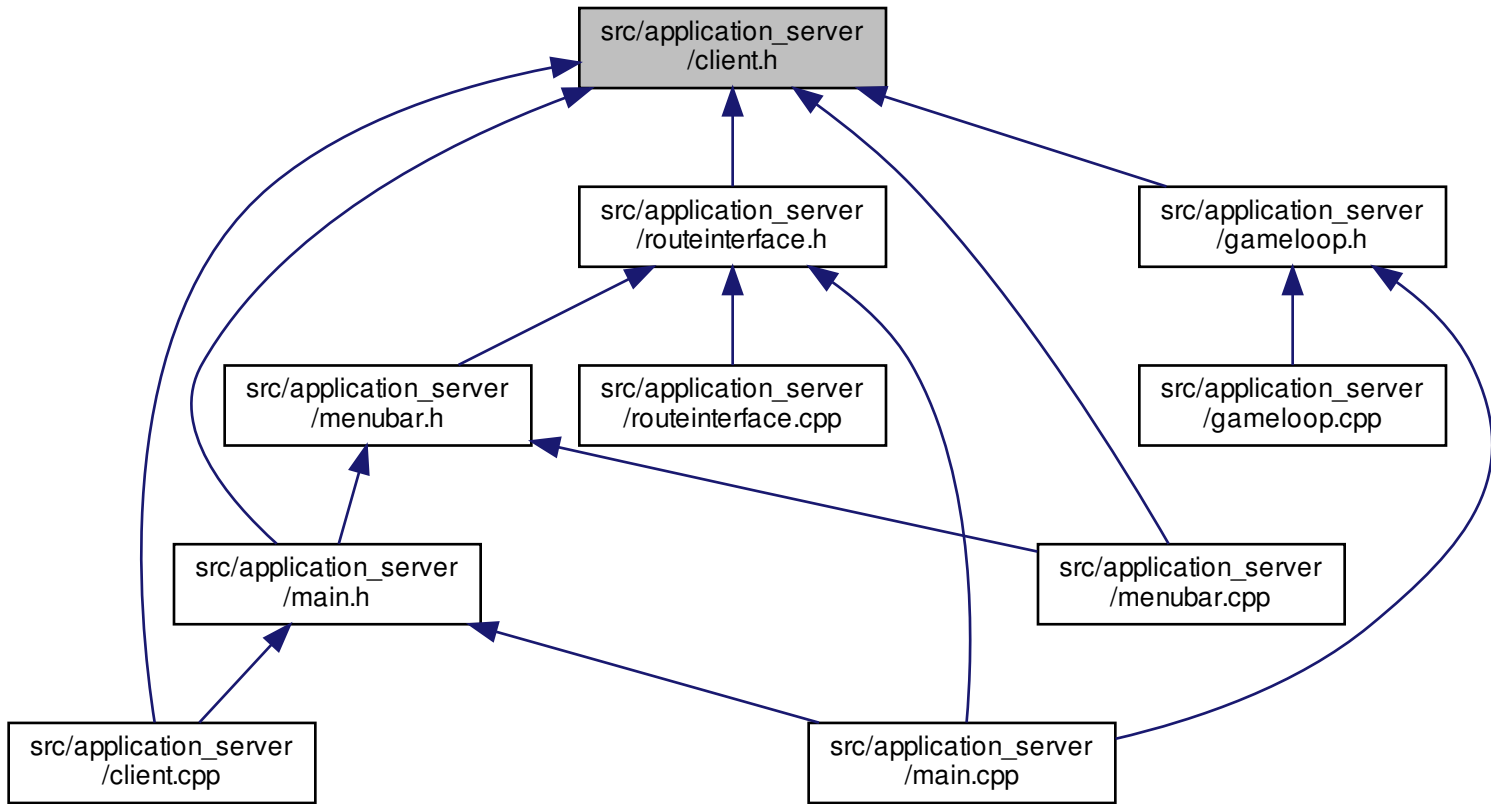 src/application_server
/client.h
src/application_server
/routeinterface.h
src/application_server
/gameloop.h
src/application_server
/menubar.h
src/application_server
/routeinterface.cpp
src/application_server
/gameloop.cpp
src/application_server
/main.h
src/application_server
/menubar.cpp
src/application_server
/client.cpp
src/application_server
/main.cpp